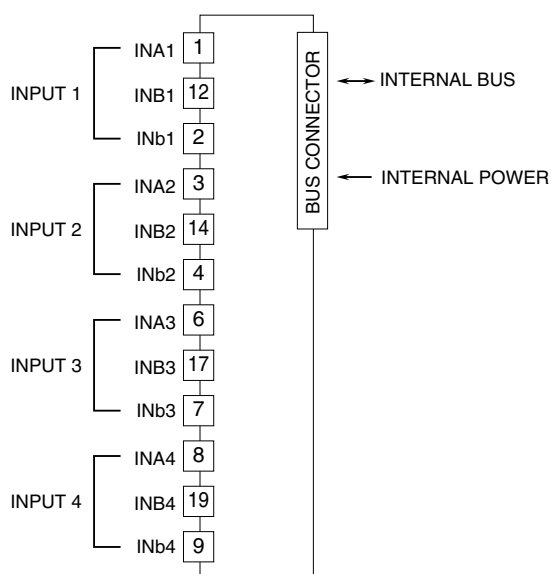 INPUT 1
INA1 1
INB1 12
INb1 2
INPUT 2
INA2 3
INB2 14
INb2 4
INPUT 3
INA3 6
INB3 17
INb3 7
INPUT 4
INA4 8
INB4 19
INb4 9
BUS CONNECTOR
INTERNAL BUS
INTERNAL POWER